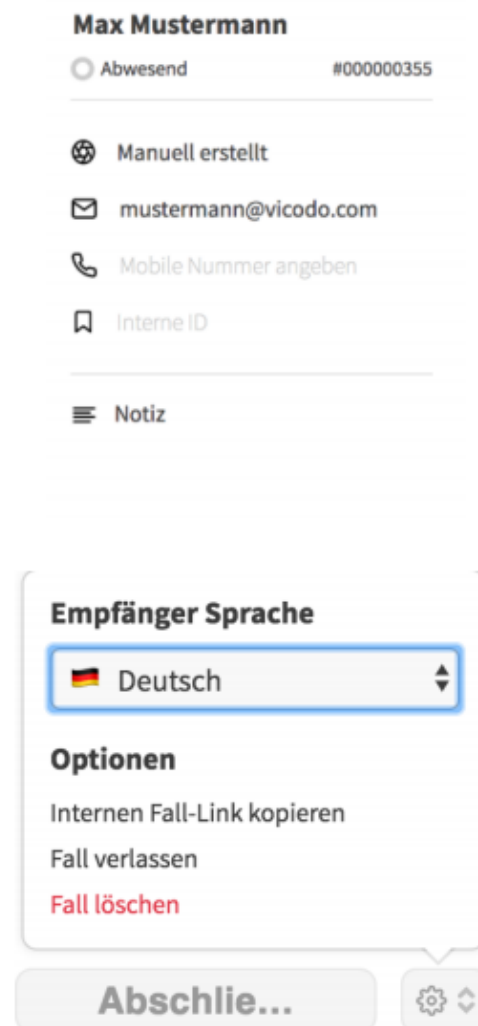 Max Mustermann
Abwesend #000000355
Manuell erstellt
mustermann@vicodo.com
Mobile Nummer angeben
Interne ID
Notiz
Empfänger Sprache
Deutsch
Optionen
Internen Fall-Link kopieren
Fall verlassen
Fall löschen
Abschlie...